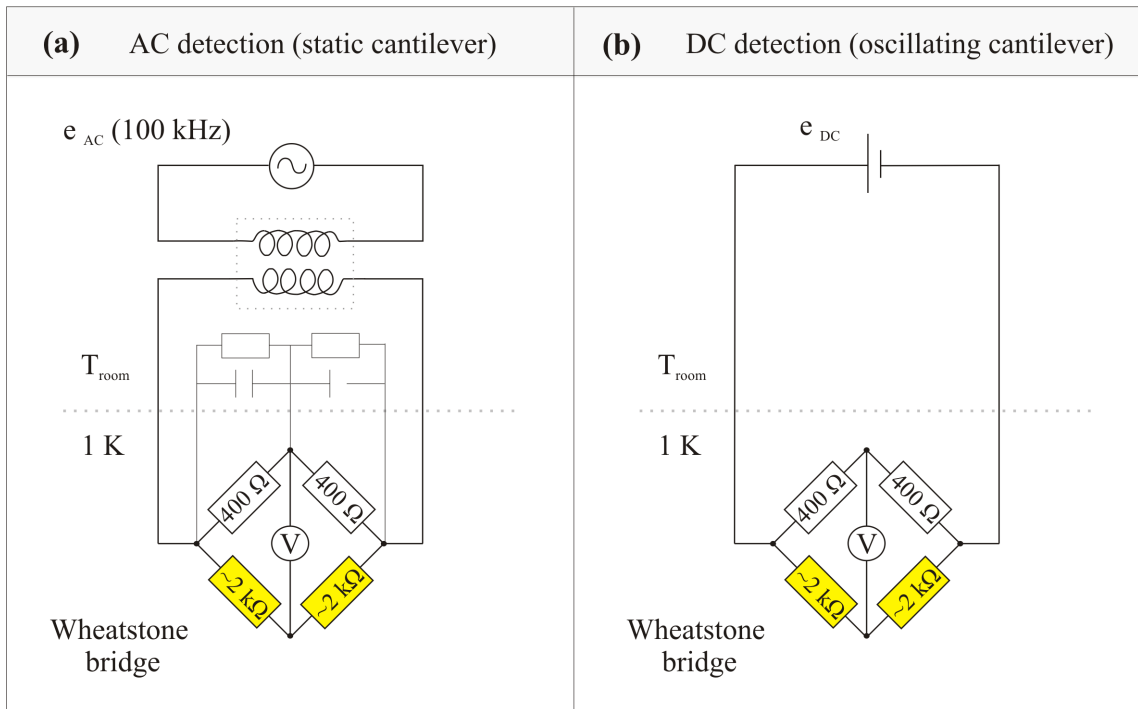 (a) AC detection (static cantilever)
e AC (100 kHz)
T room
1 K
400 Ω
400 Ω
V
~2 kΩ
~2 kΩ
Wheatstone
bridge
(b) DC detection (oscillating cantilever)
e DC
T room
1 K
400 Ω
400 Ω
V
~2 kΩ
~2 kΩ
Wheatstone
bridge